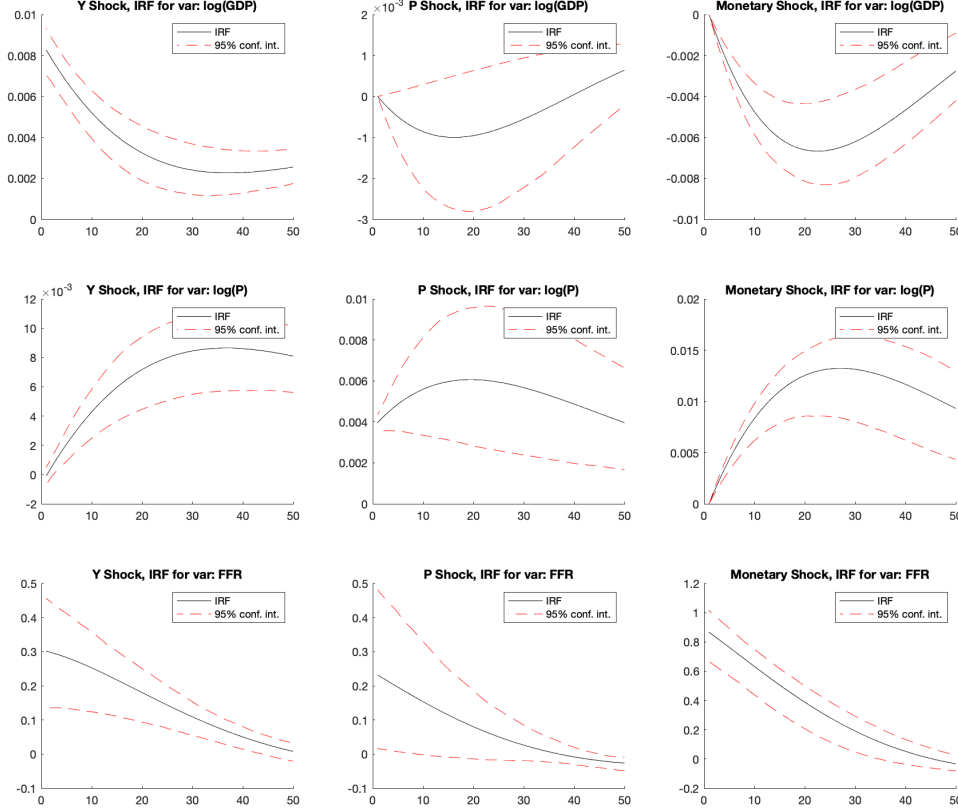 Y Shock, IRF for var: log(GDP)
0.01
0.008
0.006
0.004
0.002
0
0 10 20 30 40 50
IRF
95% conf. int.
P Shock, IRF for var: log(GDP)
×10⁻³
2
1
0
-1
-2
-3
0 10 20 30 40 50
IRF
95% conf. int.
Monetary Shock, IRF for var: log(GDP)
0
-0.002
-0.004
-0.006
-0.008
-0.01
0 10 20 30 40 50
IRF
95% conf. int.
Y Shock, IRF for var: log(P)
×10⁻³
12
10
8
6
4
2
0
-2
0 10 20 30 40 50
IRF
95% conf. int.
P Shock, IRF for var: log(P)
0.01
0.008
0.006
0.004
0.002
0
0 10 20 30 40 50
IRF
95% conf. int.
Monetary Shock, IRF for var: log(P)
0.02
0.015
0.01
0.005
0
0 10 20 30 40 50
IRF
95% conf. int.
Y Shock, IRF for var: FFR
0.5
0.4
0.3
0.2
0.1
0
-0.1
0 10 20 30 40 50
IRF
95% conf. int.
P Shock, IRF for var: FFR
0.5
0.4
0.3
0.2
0.1
0
-0.1
0 10 20 30 40 50
IRF
95% conf. int.
Monetary Shock, IRF for var: FFR
1.2
1
0.8
0.6
0.4
0.2
0
-0.2
0 10 20 30 40 50
IRF
95% conf. int.